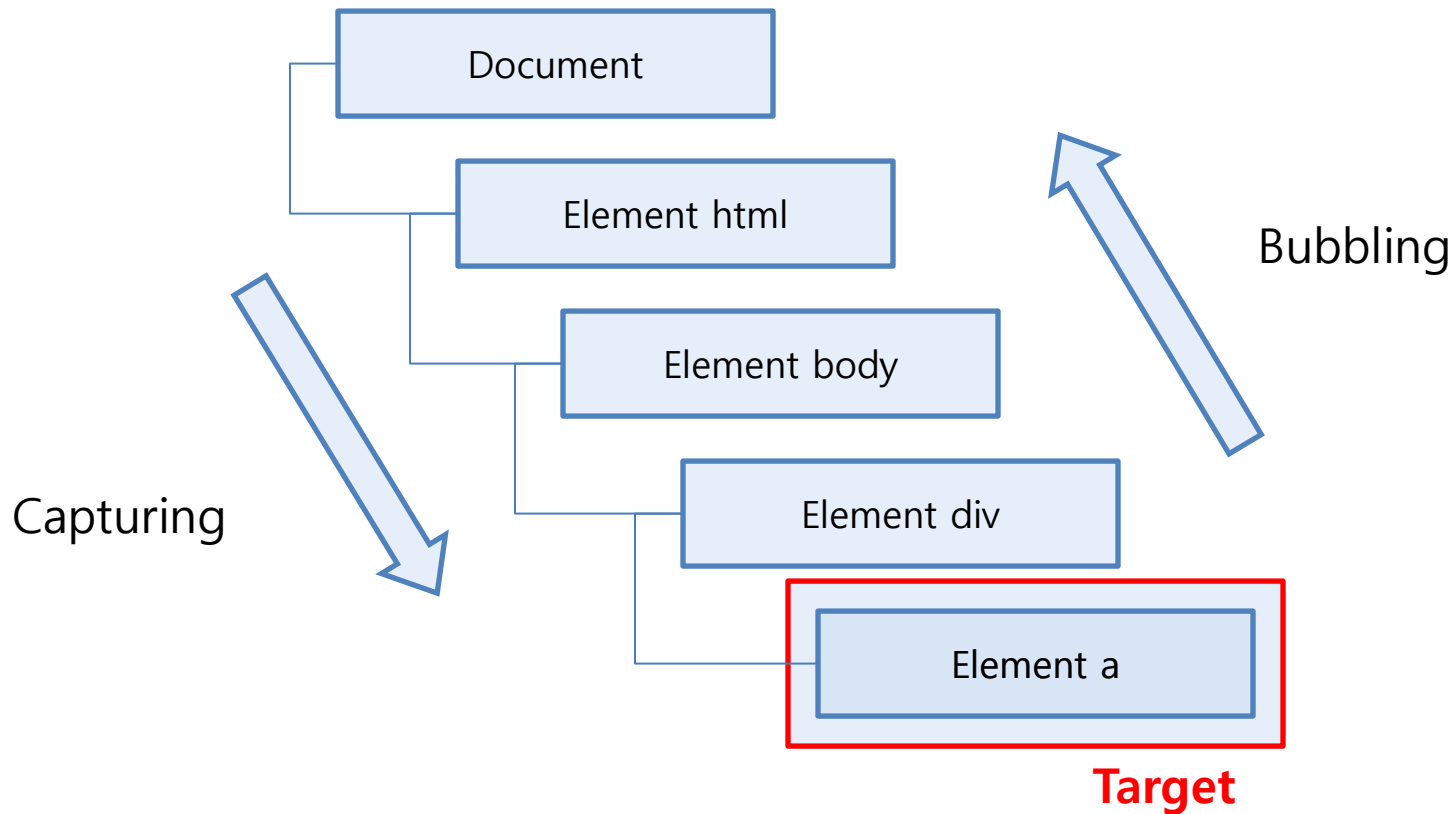 Document
Element html
Bubbling
Element body
Capturing
Element div
Element a
Target